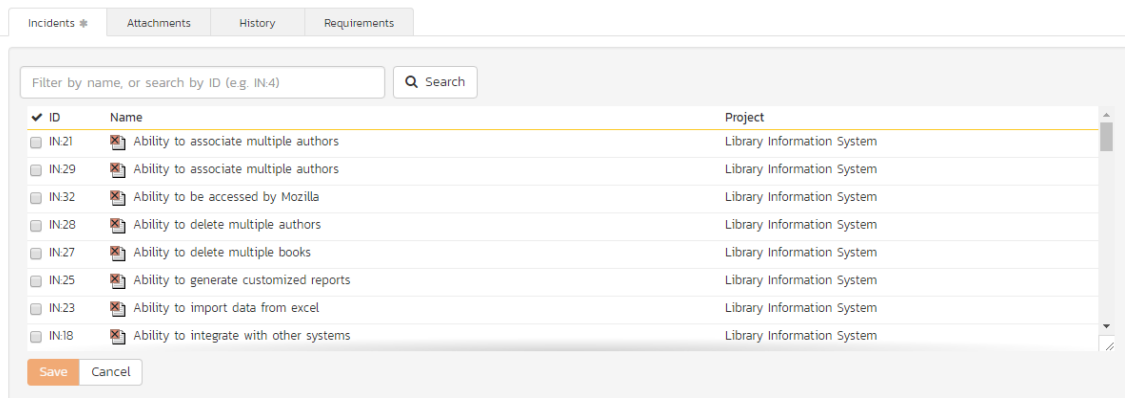 Incidents ✱ Attachments History Requirements
Filter by name, or search by ID (e.g. IN:4) Search
ID Name Project
IN:21 Ability to associate multiple authors Library Information System
IN:29 Ability to associate multiple authors Library Information System
IN:32 Ability to be accessed by Mozilla Library Information System
IN:28 Ability to delete multiple authors Library Information System
IN:27 Ability to delete multiple books Library Information System
IN:25 Ability to generate customized reports Library Information System
IN:23 Ability to import data from excel Library Information System
IN:18 Ability to integrate with other systems Library Information System
Save Cancel